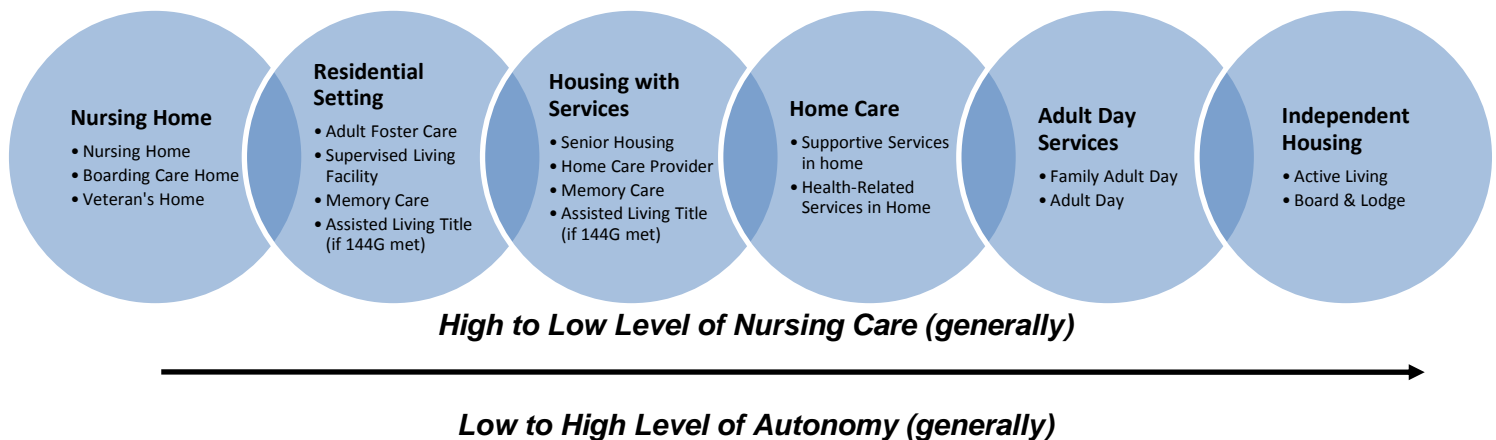 Nursing Home
• Nursing Home
• Boarding Care Home
• Veteran's Home
Residential
Setting
• Adult Foster Care
• Supervised Living
Facility
• Memory Care
• Assisted Living Title
(if 144G met)
Housing with
Services
• Senior Housing
• Home Care Provider
• Memory Care
• Assisted Living Title
(if 144G met)
Home Care
• Supportive Services
in home
• Health-Related
Services in Home
Adult Day
Services
• Family Adult Day
• Adult Day
Independent
Housing
• Active Living
• Board & Lodge
High to Low Level of Nursing Care (generally)
Low to High Level of Autonomy (generally)